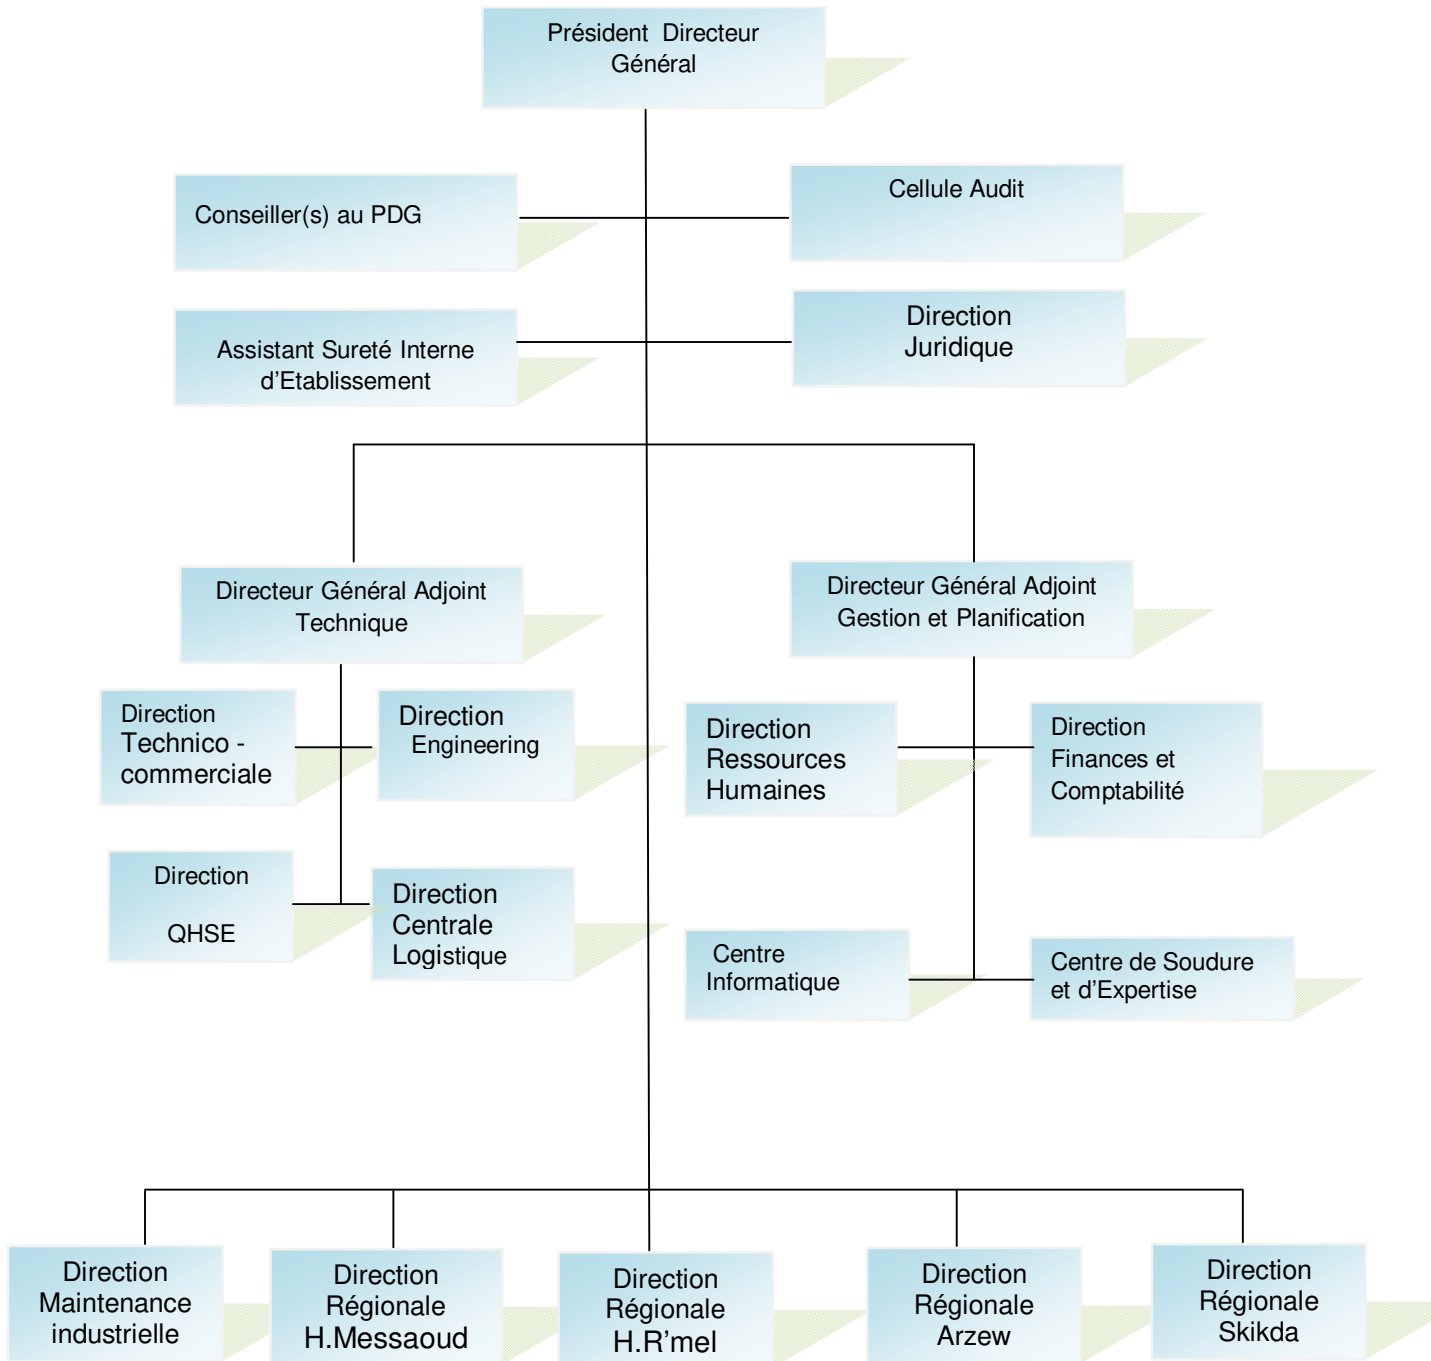 Président Directeur
Général
Conseiller(s) au PDG
Cellule Audit
Assistant Sureté Interne
d'Etablissement
Direction
Juridique
Directeur Général Adjoint
Technique
Directeur Général Adjoint
Gestion et Planification
Direction
Technico -
commerciale
Direction
Engineering
Direction
Ressources
Humaines
Direction
Finances et
Comptabilité
Direction
QHSE
Direction
Centrale
Logistique
Centre
Informatique
Centre de Soudure
et d'Expertise
Direction
Maintenance
industrielle
Direction
Régionale
H.Messaoud
Direction
Régionale
H.R'mel
Direction
Régionale
Arzew
Direction
Régionale
Skikda